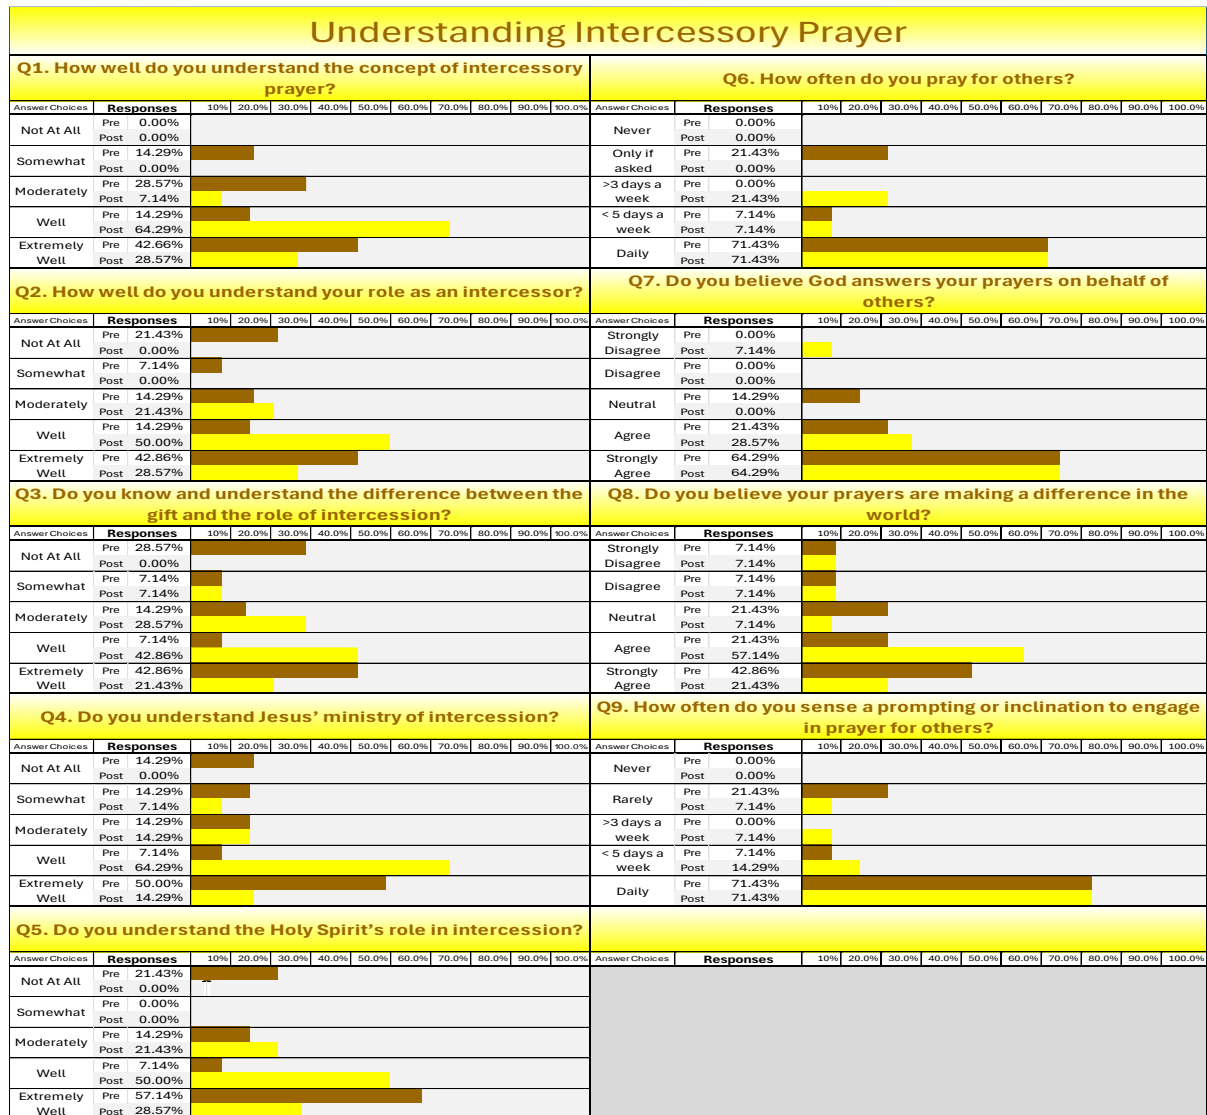 Understanding Intercessory Prayer
Q1. How well do you understand the concept of intercessory
prayer?
Answer Choices Responses 10% 20.0% 30.0% 40.0% 50.0% 60.0% 70.0% 80.0% 90.0% 100.0%
Not At All Pre 0.00%
Post 0.00%
Somewhat Pre 14.29%
Post 0.00%
Moderately Pre 28.57%
Post 7.14%
Well Pre 14.29%
Post 64.29%
Extremely Pre 42.66%
Well Post 28.57%
Q2. How well do you understand your role as an intercessor?
Answer Choices Responses 10% 20.0% 30.0% 40.0% 50.0% 60.0% 70.0% 80.0% 90.0% 100.0%
Not At All Pre 21.43%
Post 0.00%
Somewhat Pre 7.14%
Post 0.00%
Moderately Pre 14.29%
Post 21.43%
Well Pre 14.29%
Post 50.00%
Extremely Pre 42.86%
Well Post 28.57%
Q3. Do you know and understand the difference between the
gift and the role of intercession?
Answer Choices Responses 10% 20.0% 30.0% 40.0% 50.0% 60.0% 70.0% 80.0% 90.0% 100.0%
Not At All Pre 28.57%
Post 0.00%
Somewhat Pre 7.14%
Post 7.14%
Moderately Pre 14.29%
Post 28.57%
Well Pre 7.14%
Post 42.86%
Extremely Pre 42.86%
Well Post 21.43%
Q4. Do you understand Jesus’ ministry of intercession?
Answer Choices Responses 10% 20.0% 30.0% 40.0% 50.0% 60.0% 70.0% 80.0% 90.0% 100.0%
Not At All Pre 14.29%
Post 0.00%
Somewhat Pre 14.29%
Post 7.14%
Moderately Pre 14.29%
Post 14.29%
Well Pre 7.14%
Post 64.29%
Extremely Pre 50.00%
Well Post 14.29%
Q5. Do you understand the Holy Spirit’s role in intercession?
Answer Choices Responses 10% 20.0% 30.0% 40.0% 50.0% 60.0% 70.0% 80.0% 90.0% 100.0%
Not At All Pre 21.43%
Post 0.00%
Somewhat Pre 0.00%
Post 0.00%
Moderately Pre 14.29%
Post 21.43%
Well Pre 7.14%
Post 50.00%
Extremely Pre 57.14%
Well Post 28.57%
Q6. How often do you pray for others?
Answer Choices Responses 10% 20.0% 30.0% 40.0% 50.0% 60.0% 70.0% 80.0% 90.0% 100.0%
Never Pre 0.00%
Post 0.00%
Only if Pre 21.43%
asked Post 0.00%
>3 days a Pre 0.00%
week Post 21.43%
< 5 days a Pre 7.14%
week Post 7.14%
Daily Pre 71.43%
Post 71.43%
Q7. Do you believe God answers your prayers on behalf of
others?
Answer Choices Responses 10% 20.0% 30.0% 40.0% 50.0% 60.0% 70.0% 80.0% 90.0% 100.0%
Strongly Pre 0.00%
Disagree Post 7.14%
Disagree Pre 0.00%
Post 0.00%
Neutral Pre 14.29%
Post 0.00%
Agree Pre 21.43%
Post 28.57%
Strongly Pre 64.29%
Agree Post 64.29%
Q8. Do you believe your prayers are making a difference in the
world?
Answer Choices Responses 10% 20.0% 30.0% 40.0% 50.0% 60.0% 70.0% 80.0% 90.0% 100.0%
Strongly Pre 7.14%
Disagree Post 7.14%
Disagree Pre 7.14%
Post 7.14%
Neutral Pre 21.43%
Post 7.14%
Agree Pre 21.43%
Post 57.14%
Strongly Pre 42.86%
Agree Post 21.43%
Q9. How often do you sense a prompting or inclination to engage
in prayer for others?
Answer Choices Responses 10% 20.0% 30.0% 40.0% 50.0% 60.0% 70.0% 80.0% 90.0% 100.0%
Never Pre 0.00%
Post 0.00%
Rarely Pre 21.43%
Post 7.14%
>3 days a Pre 0.00%
week Post 7.14%
< 5 days a Pre 7.14%
week Post 14.29%
Daily Pre 71.43%
Post 71.43%
Answer Choices Responses 10% 20.0% 30.0% 40.0% 50.0% 60.0% 70.0% 80.0% 90.0% 100.0%